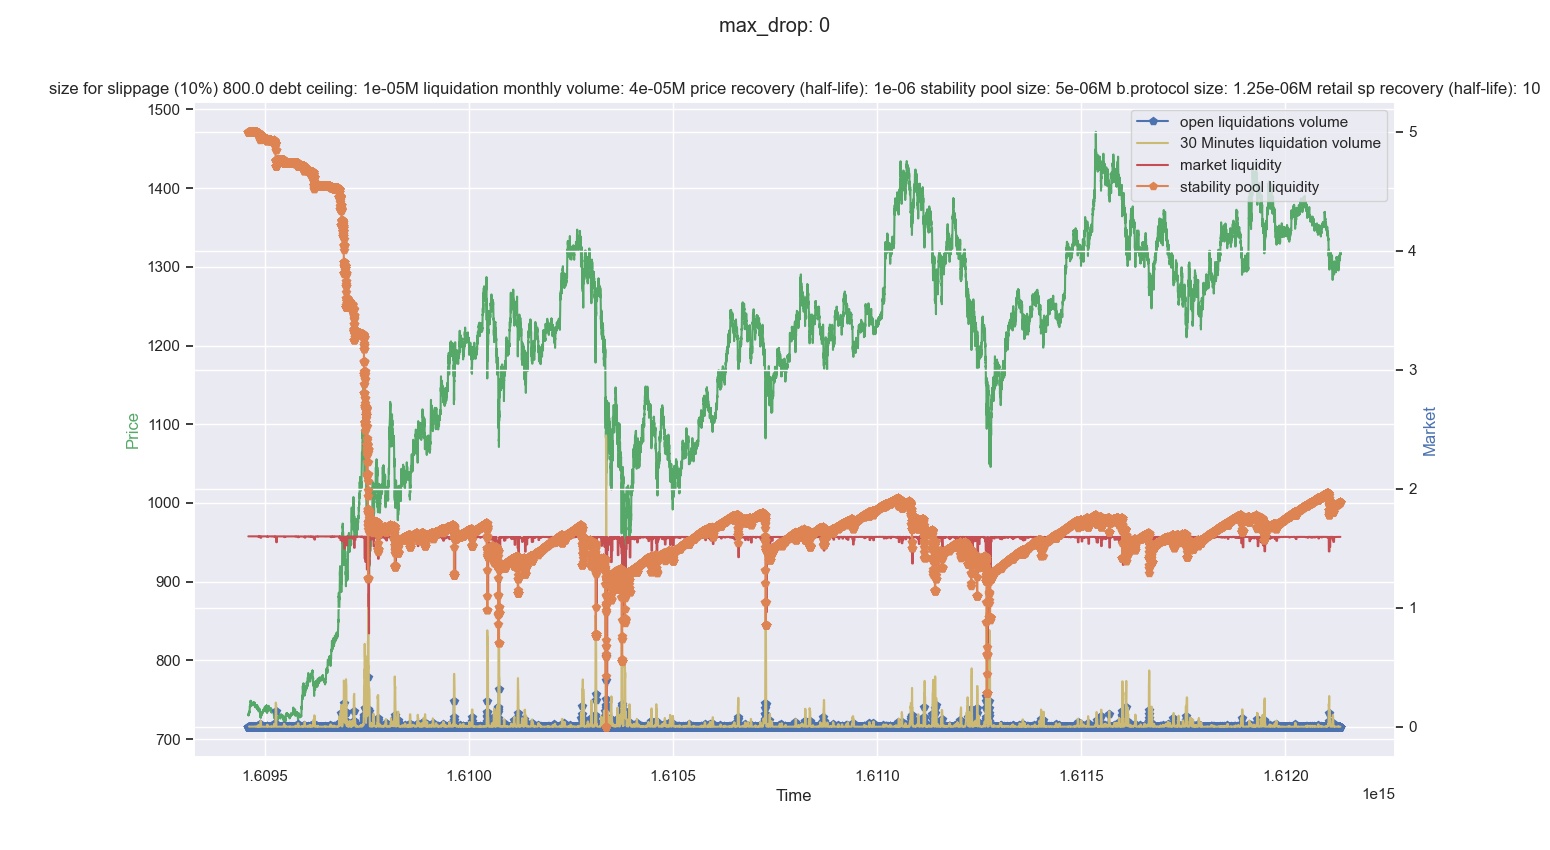 max_drop: 0
size for slippage (10%) 800.0 debt ceiling: 1e-05M liquidation monthly volume: 4e-05M price recovery (half-life): 1e-06 stability pool size: 5e-06M b.protocol size: 1.25e-06M retail sp recovery (half-life): 10
1500
1400
1300
1200
1100
1000
900
800
700
Price
open liquidations volume
30 Minutes liquidation volume
market liquidity
stability pool liquidity
5
4
3
2
1
0
Market
1.6095 1.6100 1.6105 1.6110 1.6115 1.6120
1e15
Time